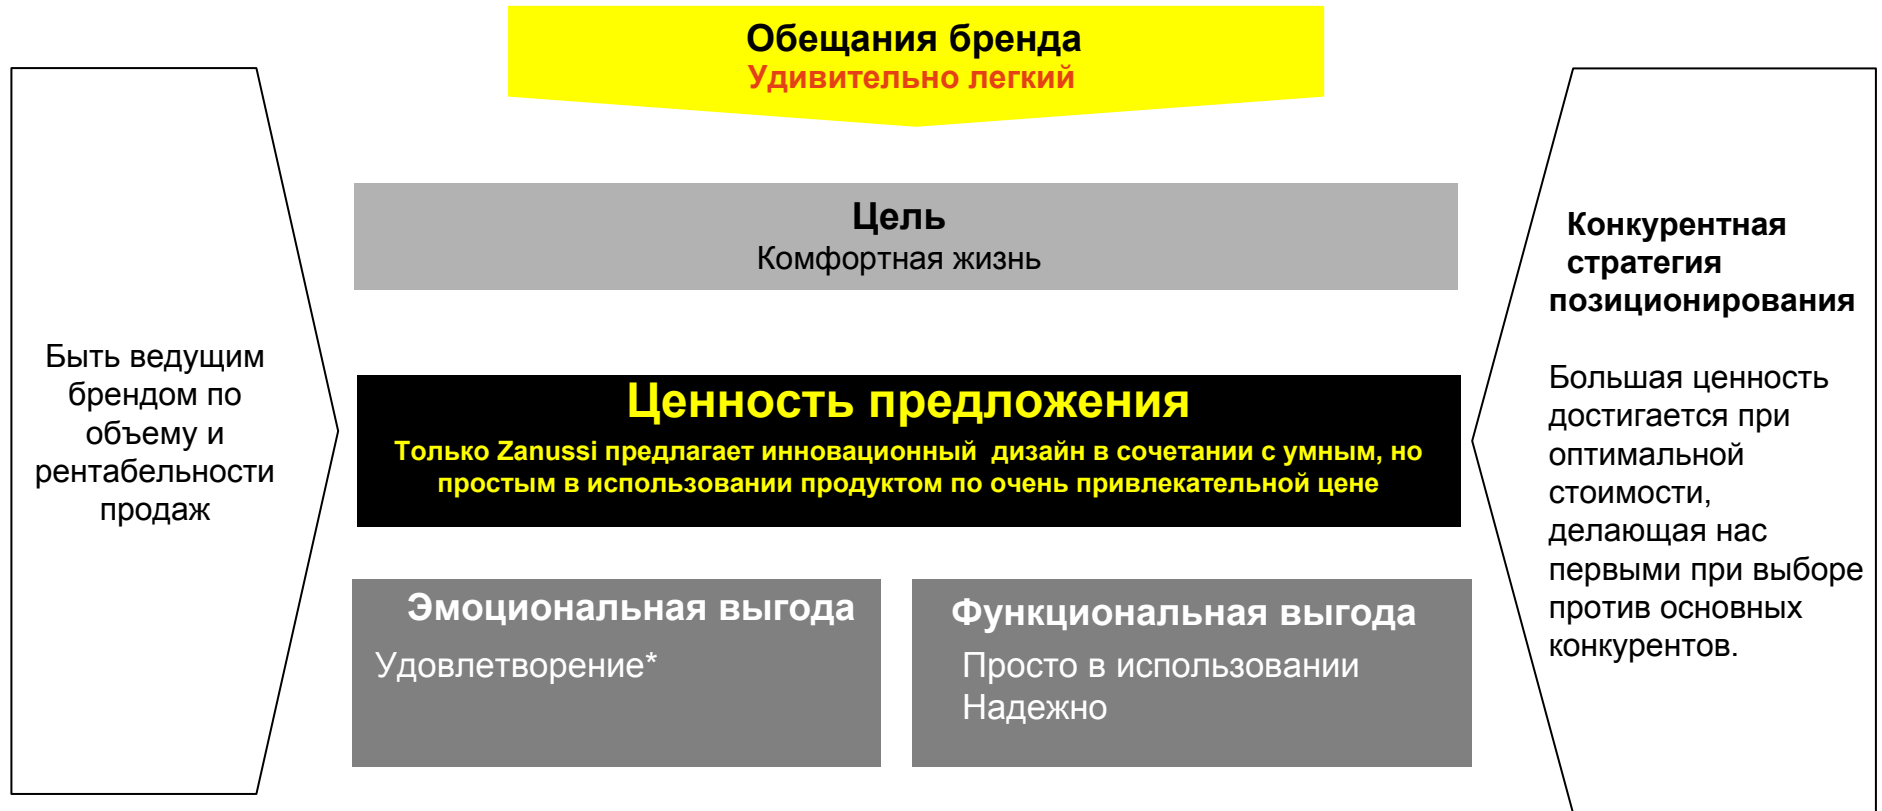 Обещания бренда
Удивительно легкий
Цель
Комфортная жизнь
Быть ведущим
брендом по
объему и
рентабельности
продаж
Ценность предложения
Только Zanussi предлагает инновационный дизайн в сочетании с умным, но
простым в использовании продуктом по очень привлекательной цене
Эмоциональная выгода
Удовлетворение*
Функциональная выгода
Просто в использовании
Надежно
Конкурентная
стратегия
позиционирования
Большая ценность
достигается при
оптимальной
стоимости,
делающая нас
первыми при выборе
против основных
конкурентов.